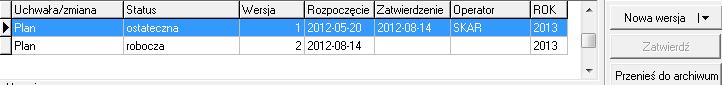 Uchwała/zmiana Status Wersja Rozpoczęcie Zatwierdzenie Operator ROK
Plan ostateczna 1 2012-05-20 2012-08-14 SKAR 2013
Plan robocza 2 2012-08-14 2013
Nowa wersja
Zatwierdź
Przenieś do archiwum